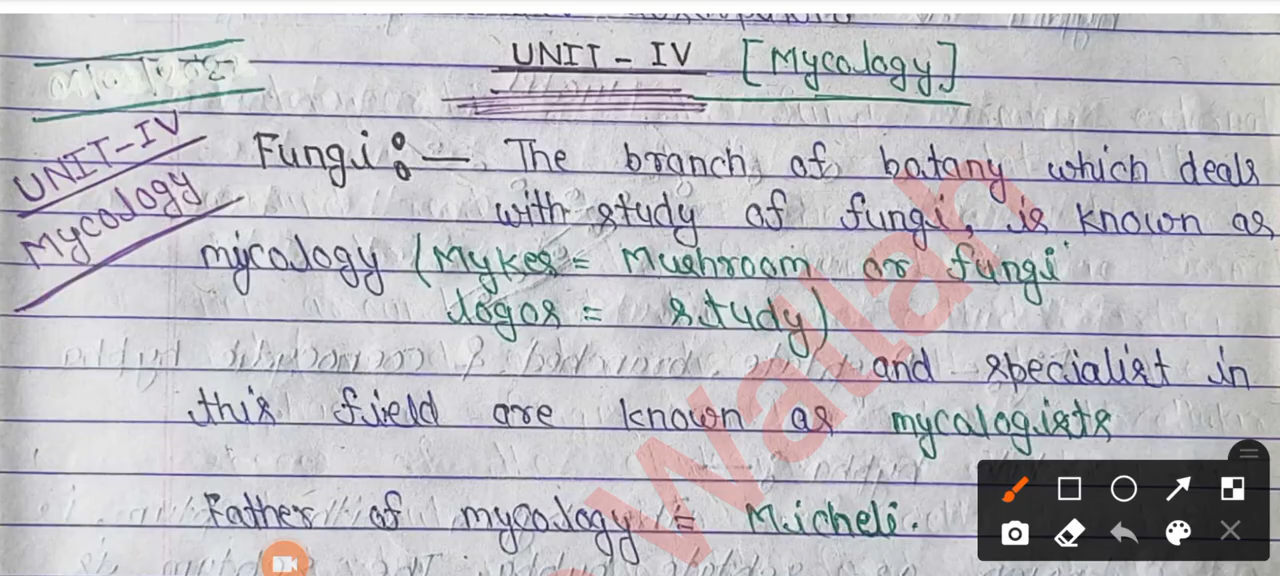 UNIT - IV [Mycology]
UNIT-IV
Mycology
Fungi :- The branch of botany which deals
with study of fungi, is known as
mycology (Mykes = Mushroom or fungi
logos = study)
and specialist in
this field are known as mycologists
Father of mycology = Micheli.
Walah